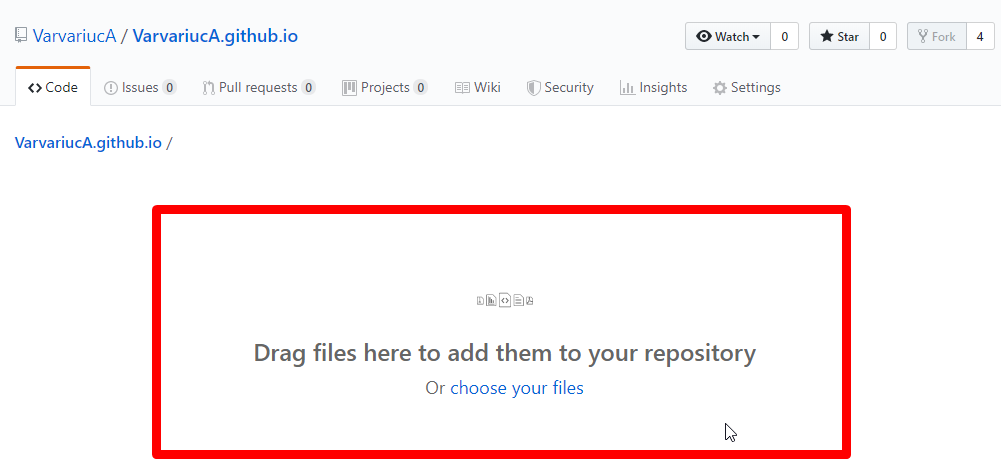 VarvariucA / VarvariucA.github.io
Watch 0 Star 0 Fork 4
Code Issues 0 Pull requests 0 Projects 0 Wiki Security Insights Settings
VarvariucA.github.io /
Drag files here to add them to your repository
Or choose your files